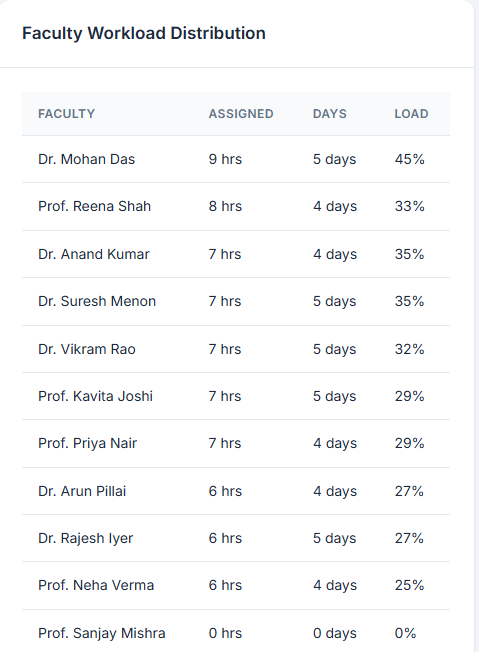 Faculty Workload Distribution
FACULTY ASSIGNED DAYS LOAD
Dr. Mohan Das 9 hrs 5 days 45%
Prof. Reena Shah 8 hrs 4 days 33%
Dr. Anand Kumar 7 hrs 4 days 35%
Dr. Suresh Menon 7 hrs 5 days 35%
Dr. Vikram Rao 7 hrs 5 days 32%
Prof. Kavita Joshi 7 hrs 5 days 29%
Prof. Priya Nair 7 hrs 4 days 29%
Dr. Arun Pillai 6 hrs 4 days 27%
Dr. Rajesh Iyer 6 hrs 5 days 27%
Prof. Neha Verma 6 hrs 4 days 25%
Prof. Sanjay Mishra 0 hrs 0 days 0%